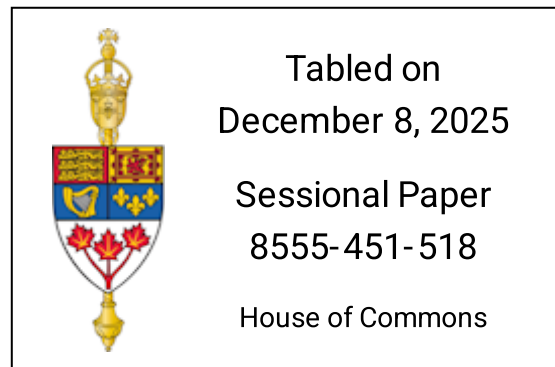 Tabled on
December 8, 2025
Sessional Paper
8555-451-518
House of Commons